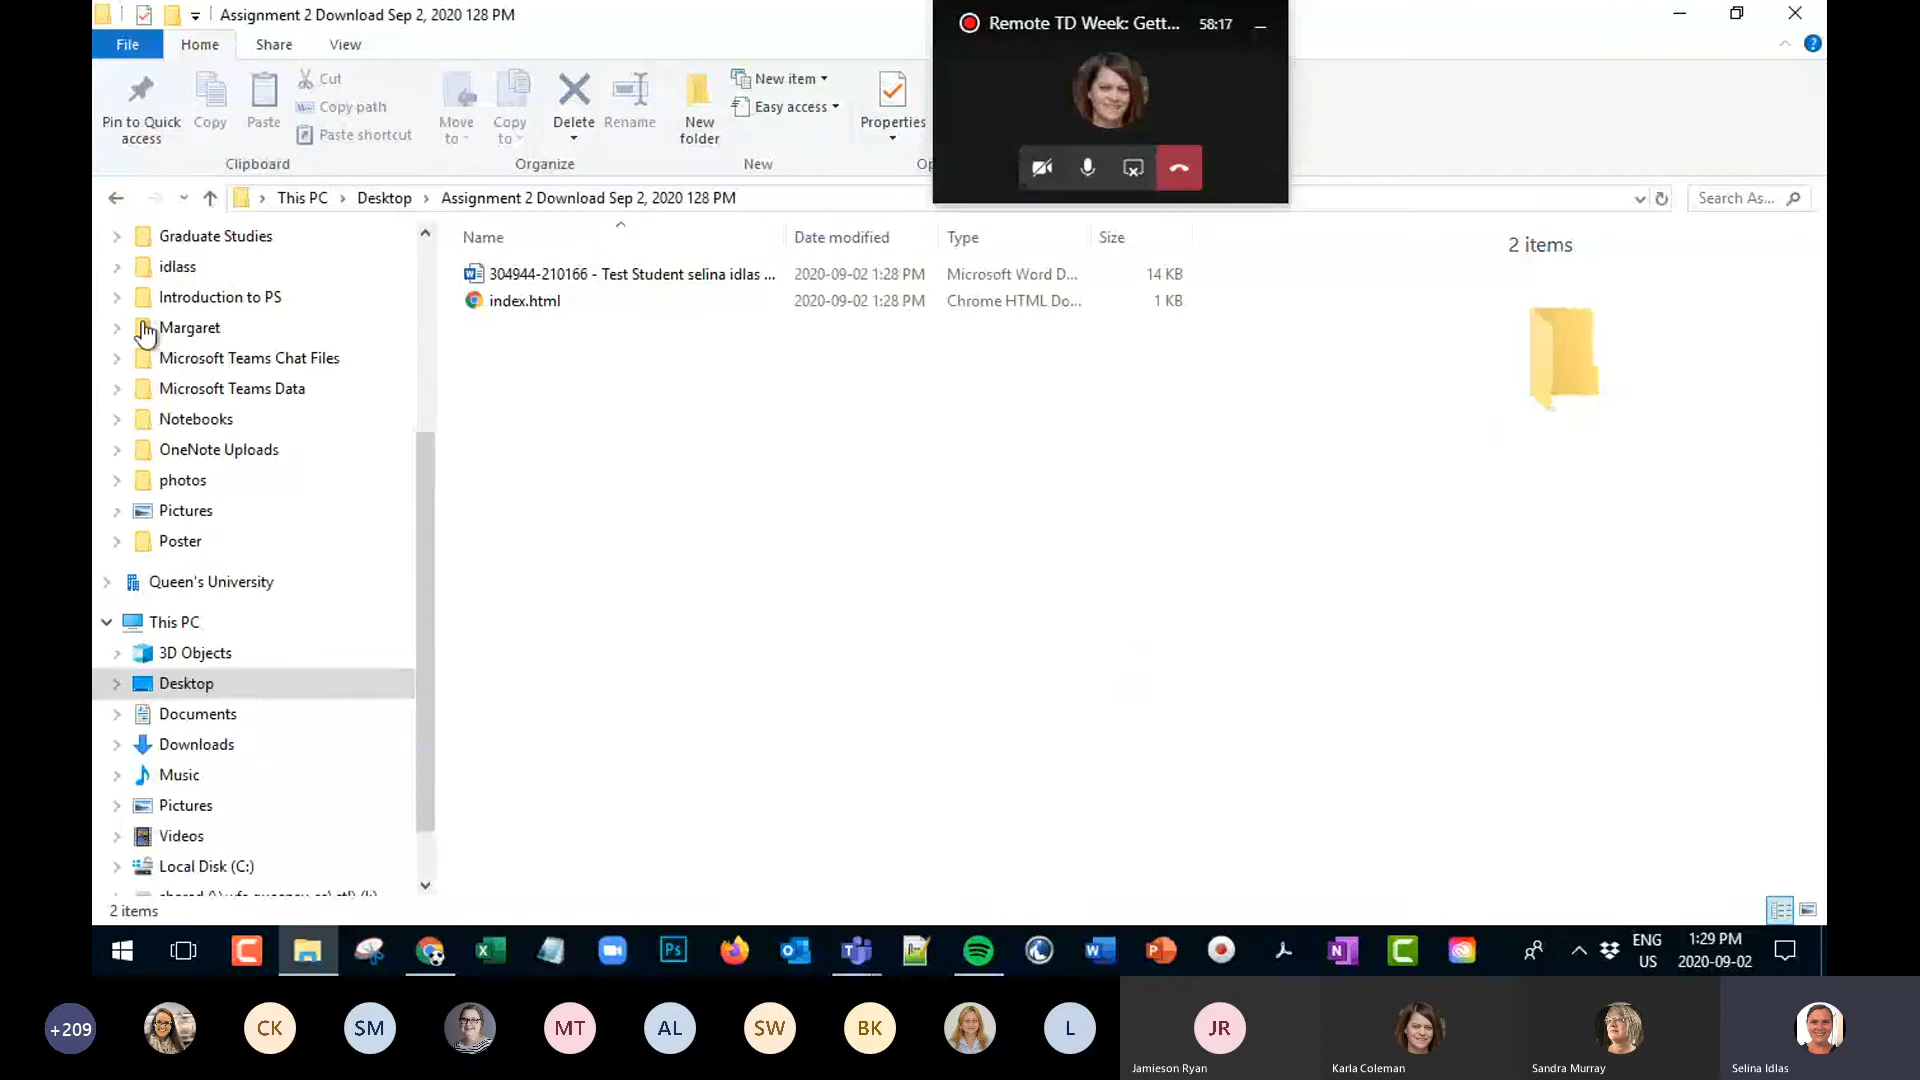 Assignment 2 Download Sep 2, 2020 128 PM
Remote TD Week: Gett... 58:17
File Home Share View
Pin to Quick access
Copy
Paste
Cut
Copy path
Paste shortcut
Clipboard
Move to
Copy to
Delete
Rename
Organize
New folder
New item
Easy access
New
Properties
Op
This PC > Desktop > Assignment 2 Download Sep 2, 2020 128 PM
Search As...
Name Date modified Type Size
304944-210166 - Test Student selina idlas ... 2020-09-02 1:28 PM Microsoft Word D... 14 KB
index.html 2020-09-02 1:28 PM Chrome HTML Do... 1 KB
2 items
Graduate Studies
idlass
Introduction to PS
Margaret
Microsoft Teams Chat Files
Microsoft Teams Data
Notebooks
OneNote Uploads
photos
Pictures
Poster
Queen's University
This PC
3D Objects
Desktop
Documents
Downloads
Music
Pictures
Videos
Local Disk (C:)
2 items
ENG US
1:29 PM
2020-09-02
+209 CK SM MT AL SW BK L JR
Jamieson Ryan Karla Coleman Sandra Murray Selina Idlas